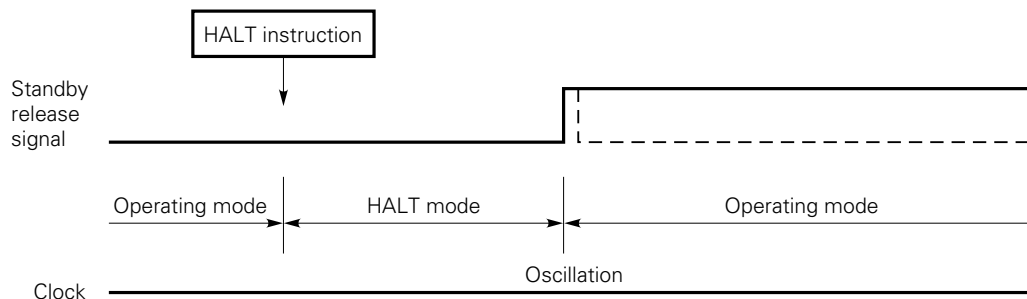 HALT instruction
Standby
release
signal
Operating mode
HALT mode
Operating mode
Oscillation
Clock